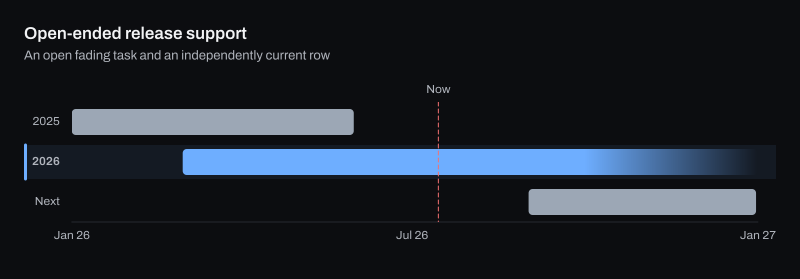 Open-ended release support
An open fading task and an independently current row
Now
2025
2026
Next
Jan 26
Jul 26
Jan 27